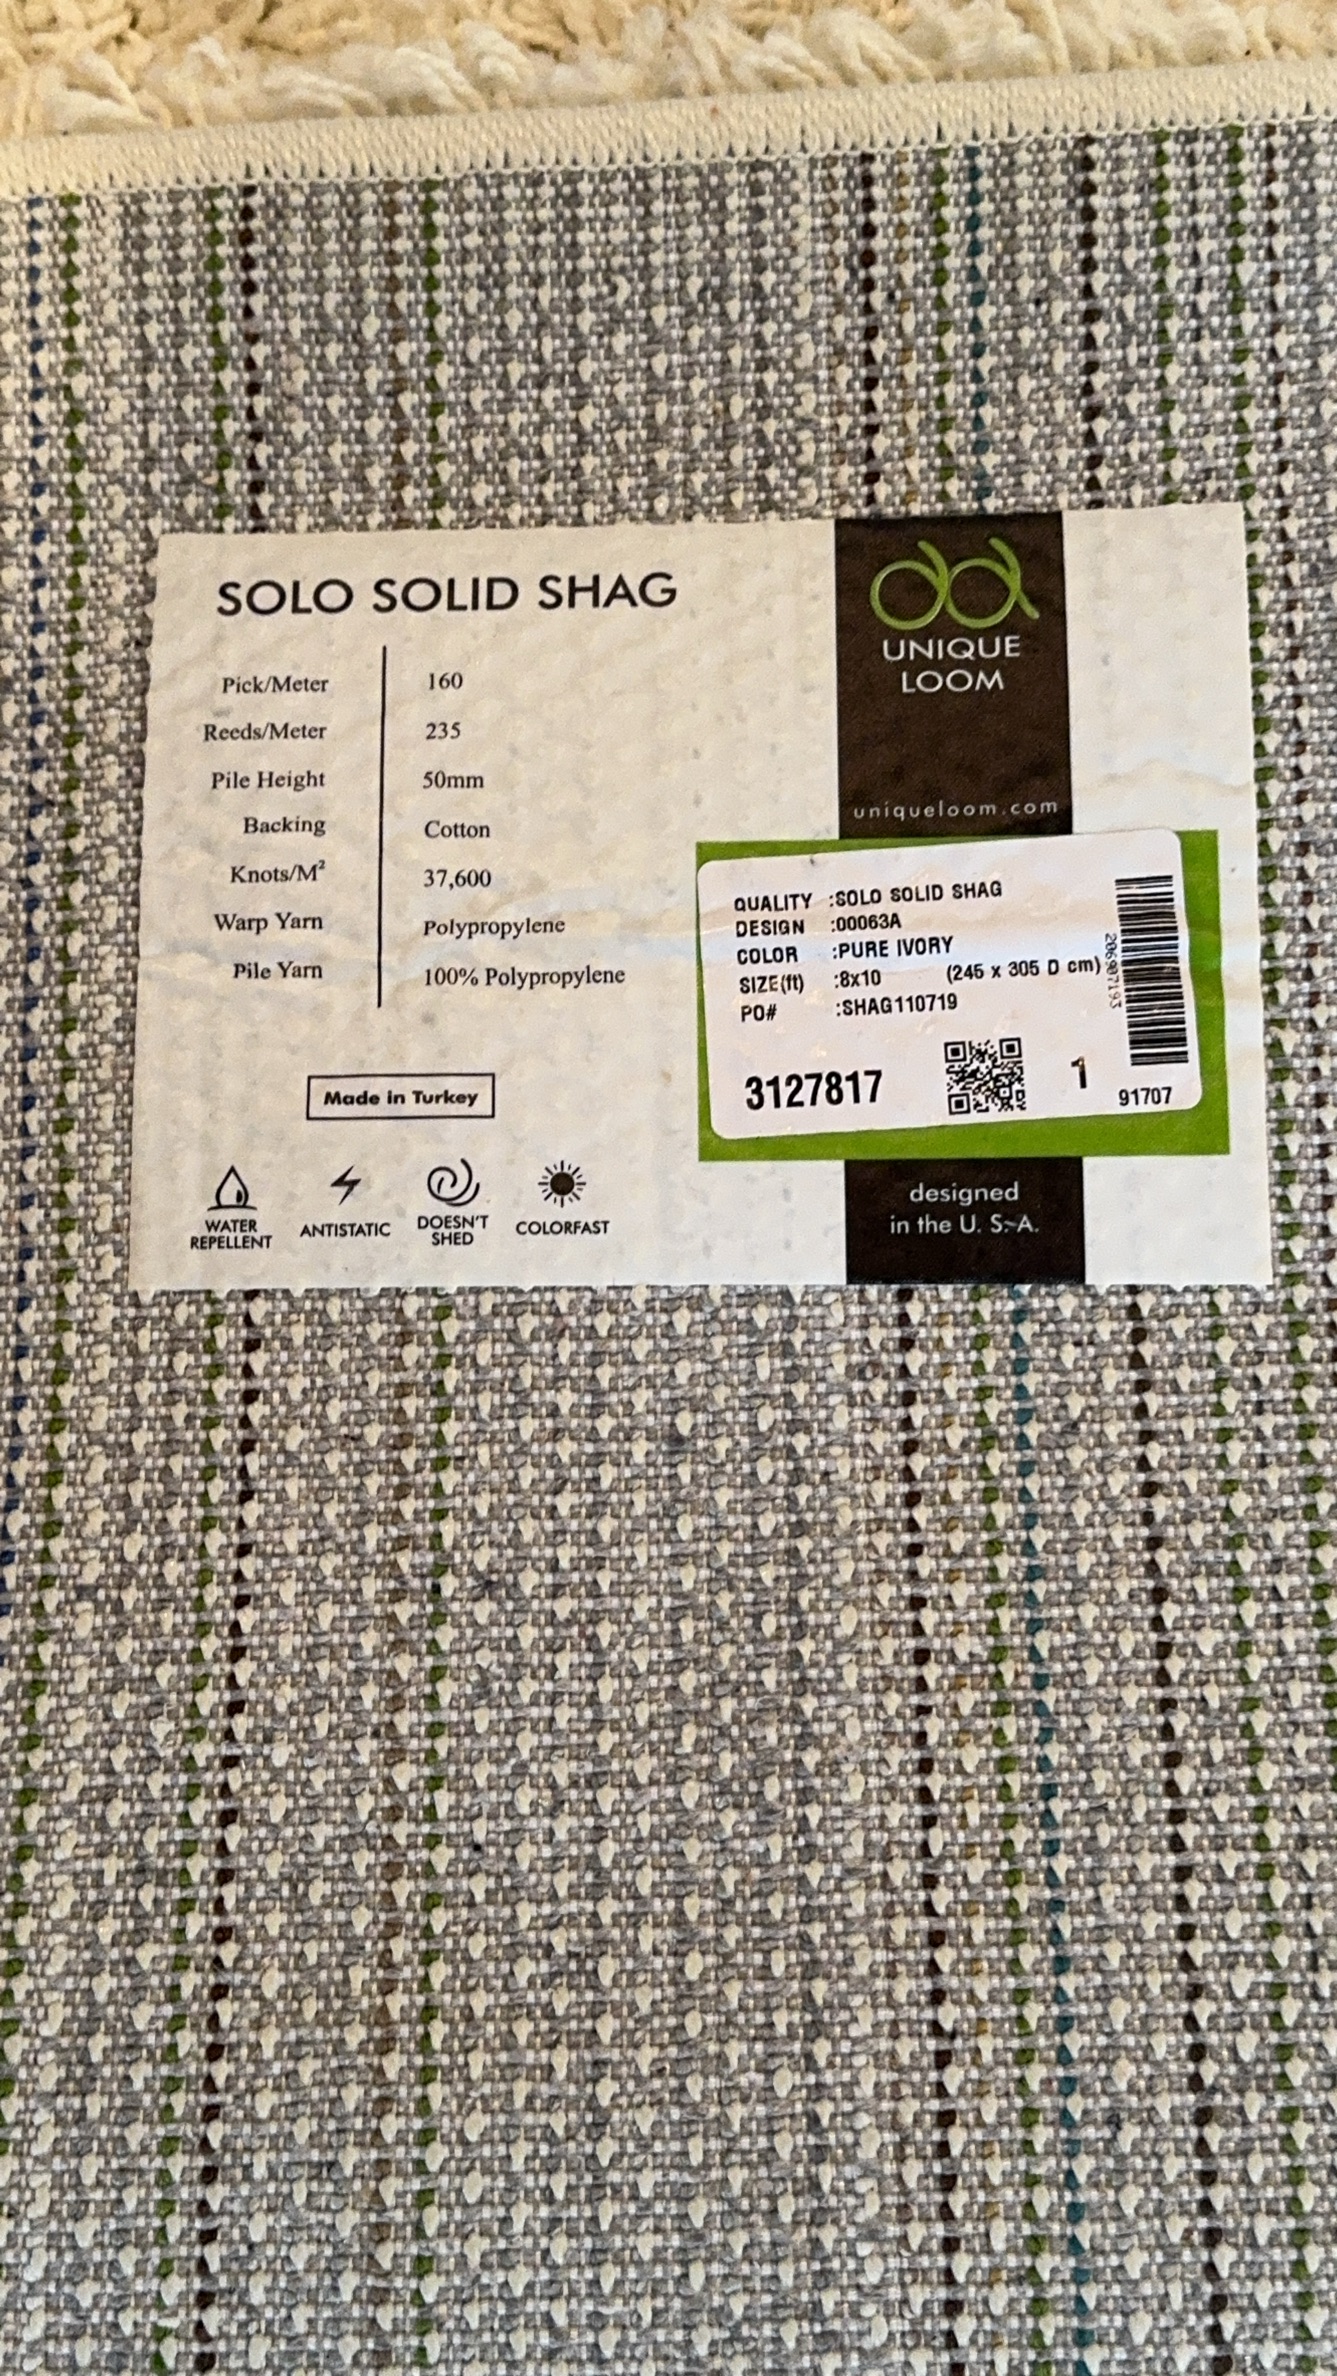 SOLO SOLID SHAG
Pick/Meter 160
Reeds/Meter 235
Pile Height 50mm
Backing Cotton
Knots/M² 37,600
Warp Yarn Polypropylene
Pile Yarn 100% Polypropylene
Made in Turkey
WATER
REPELLENT
ANTISTATIC
DOESN'T
SHED
COLORFAST
UNIQUE
LOOM
uniqueloom.com
QUALITY :SOLO SOLID SHAG
DESIGN :00063A
COLOR :PURE IVORY
SIZE(ft) :8x10 (245 x 305 D cm)
PO# :SHAG110719
206907193
3127817
1
91707
designed
in the U. S. A.